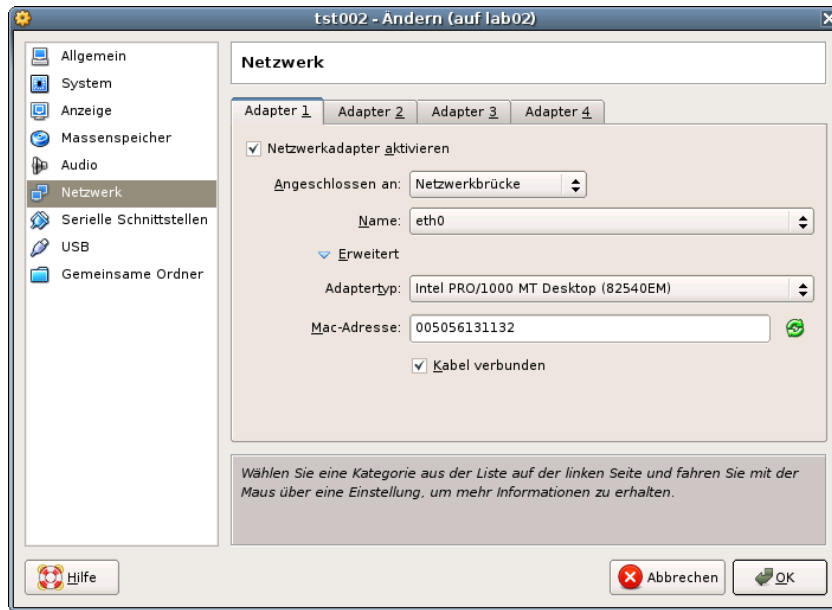 tst002 - Ändern (auf lab02)
Allgemein
System
Anzeige
Massenspeicher
Audio
Netzwerk
Serielle Schnittstellen
USB
Gemeinsame Ordner
Netzwerk
Adapter 1
Adapter 2
Adapter 3
Adapter 4
Netzwerkadapter aktivieren
Angeschlossen an: Netzwerkbrücke
Name: eth0
Erweitert
Adaptertyp: Intel PRO/1000 MT Desktop (82540EM)
Mac-Adresse: 005056131132
Kabel verbunden
Wählen Sie eine Kategorie aus der Liste auf der linken Seite und fahren Sie mit der
Maus über eine Einstellung, um mehr Informationen zu erhalten.
Hilfe
Abbrechen
OK